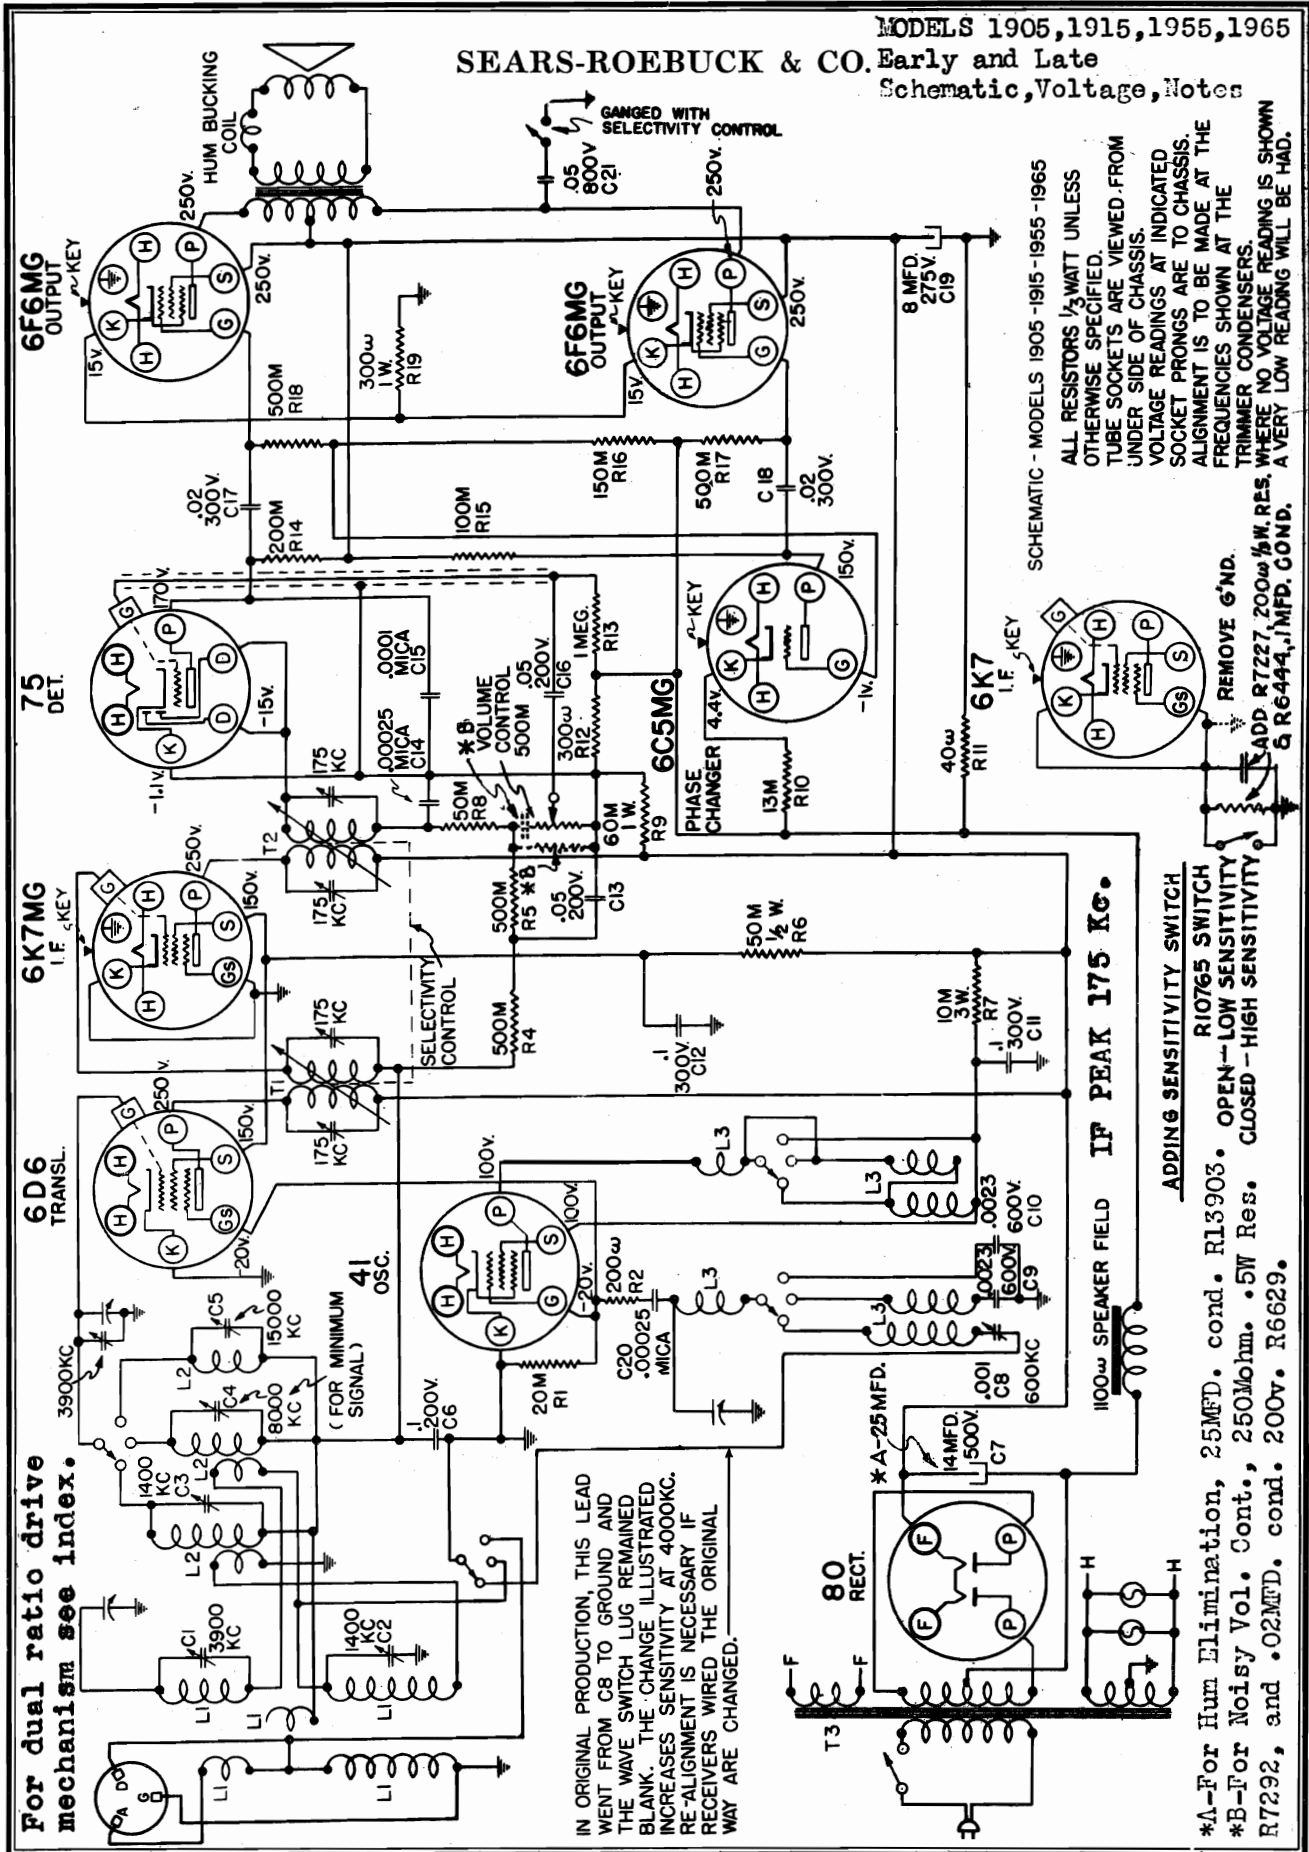 MODELS 1905,1915,1955,1965
SEARS-ROEBUCK & CO.
Early and Late
Schematic,Voltage,Notes
For dual ratio drive
mechanism see index.
6D6
TRANSL.
6K7MG
I.F.
KEY
75
DET.
6F6MG
OUTPUT
KEY
HUM BUCKING
COIL
GANGED WITH
SELECTIVITY CONTROL
.05
800V
C21
250V.
250V.
15V.
500M
R18
300ω
1 W.
R19
6F6MG
OUTPUT
KEY
15V.
250V.
250V.
8 MFD.
275V.
C19
.02
300V.
C17
200M
R14
100M
R15
150M
R16
500M
R17
C18
.02
300V.
170V.
-15V.
-1.1V.
175
KC
T2
175
KC
.0001
MICA
C15
.00025
MICA
C14
50M
R8
*B
VOLUME
CONTROL
500M
.05
200V.
C16
1 MEG.
R13
300ω
R12
60M
1 W.
R9
6C5MG
PHASE
CHANGER
KEY
4.4V.
-1V.
150V.
13M
R10
40ω
R11
250V.
150V.
500M
R5 *B
.05
200V.
C13
SELECTIVITY
CONTROL
500M
R4
50M
1/2 W.
R6
.1
300V.
C12
10M
3W.
R7
.1
300V.
C11
250V.
150V.
-20V.
T1
175
KC
175
KC
41
OSC.
100V.
100V.
-20V.
20M
R1
200ω
R2
C20
.00025
MICA
L3
L3
L3
L3
.0023
600V.
C10
.0023
600V.
C9
.001
C8
600KC
3900KC
L2
C5
15000
KC
C4
8000
KC
(FOR MINIMUM
SIGNAL)
L2
1400
KC
C3
L2
C1
3900
KC
L1
L1
1400
KC
C2
L1
L1
L1
A
D
G
.1
200V.
C6
IN ORIGINAL PRODUCTION, THIS LEAD
WENT FROM C8 TO GROUND AND
THE WAVE SWITCH LUG REMAINED
BLANK. THE CHANGE ILLUSTRATED
INCREASES SENSITIVITY AT 4000KC.
RE-ALIGNMENT IS NECESSARY IF
RECEIVERS WIRED THE ORIGINAL
WAY ARE CHANGED.
*A-25MFD.
14MFD.
500V.
C7
80
RECT.
T3
F
F
H
H
1100ω SPEAKER FIELD
IF PEAK 175 Kc.
SCHEMATIC - MODELS 1905-1915-1955-1965
ALL RESISTORS 1/3 WATT UNLESS
OTHERWISE SPECIFIED.
TUBE SOCKETS ARE VIEWED FROM
UNDER SIDE OF CHASSIS.
VOLTAGE READINGS AT INDICATED
SOCKET PRONGS ARE TO CHASSIS.
ALIGNMENT IS TO BE MADE AT THE
FREQUENCIES SHOWN AT THE
TRIMMER CONDENSERS.
WHERE NO VOLTAGE READING IS SHOWN
A VERY LOW READING WILL BE HAD.
6K7
I.F.
KEY
REMOVE G'ND.
ADD R7227, 200ω 1/3 W. RES.
& R6444, .1 MFD. COND.
ADDING SENSITIVITY SWITCH
R10765 SWITCH
OPEN-LOW SENSITIVITY
CLOSED-HIGH SENSITIVITY
*A-For Hum Elimination, 25MFD. cond. R13903.
*B-For Noisy Vol. Cont., 250Mohm. .5W Res.
R7292, and .02MFD. cond. 200v. R6629.